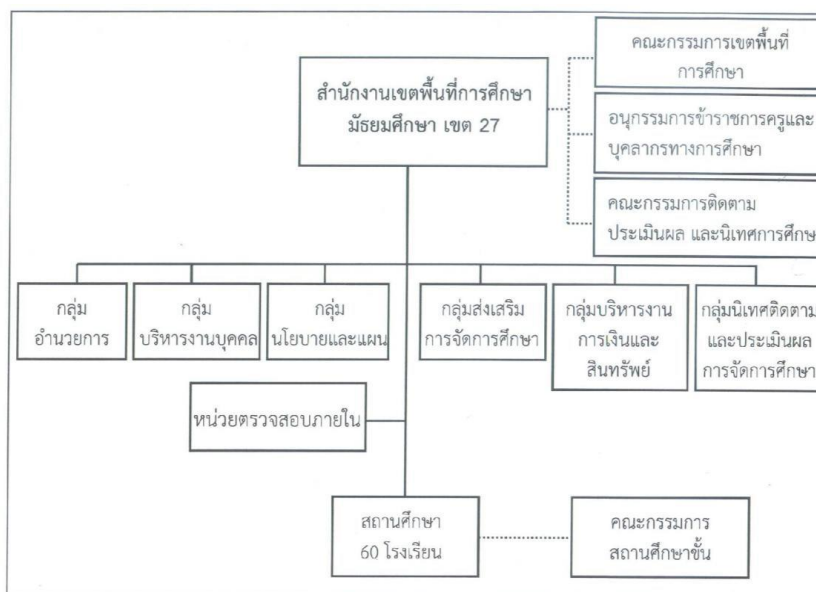 คณะกรรมการเขตพื้นที่
การศึกษา
สำนักงานเขตพื้นที่การศึกษา
มัธยมศึกษา เขต 27
อนุกรรมการข้าราชการครูและ
บุคลากรทางการศึกษา
คณะกรรมการติดตาม
ประเมินผล และนิเทศการศึกษ
กลุ่ม
อำนวยการ
กลุ่ม
บริหารงานบุคคล
กลุ่ม
นโยบายและแผน
กลุ่มส่งเสริม
การจัดการศึกษา
กลุ่มบริหารงาน
การเงินและ
สินทรัพย์
กลุ่มนิเทศติดตาม
และประเมินผล
การจัดการศึกษา
หน่วยตรวจสอบภายใน
สถานศึกษา
60 โรงเรียน
คณะกรรมการ
สถานศึกษาขั้น